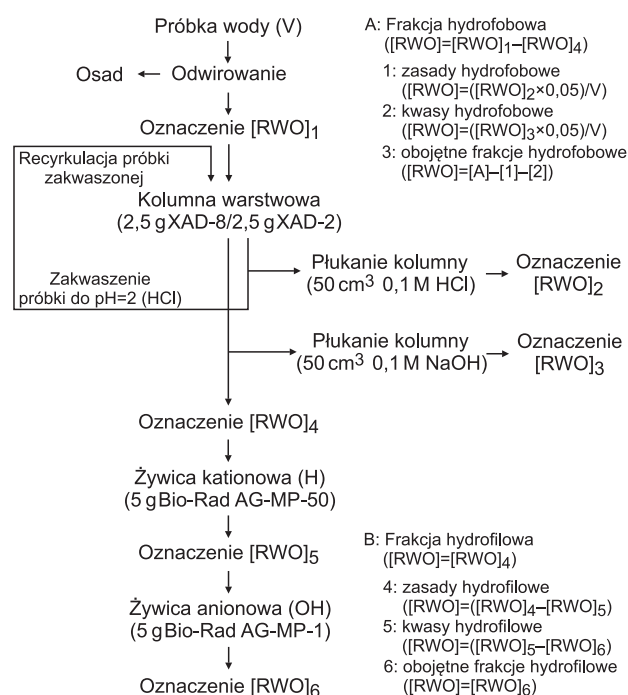 Próbka wody (V)
Osad
Odwirowanie
Oznaczenie [RWO]1
Recyrkulacja próbki
zakwaszonej
Kolumna warstwowa
(2,5 gXAD-8/2,5 gXAD-2)
Zakwaszenie
próbki do pH=2 (HCl)
Płukanie kolumny
(50 cm3 0,1 M HCl)
Oznaczenie
[RWO]2
Płukanie kolumny
(50 cm3 0,1 M NaOH)
Oznaczenie
[RWO]3
Oznaczenie [RWO]4
Żywica kationowa (H)
(5 gBio-Rad AG-MP-50)
Oznaczenie [RWO]5
Żywica anionowa (OH)
(5 gBio-Rad AG-MP-1)
Oznaczenie [RWO]6
A: Frakcja hydrofobowa
([RWO]=[RWO]1–[RWO]4)
1: zasady hydrofobowe
([RWO]=([RWO]2×0,05)/V)
2: kwasy hydrofobowe
([RWO]=([RWO]3×0,05)/V)
3: obojętne frakcje hydrofobowe
([RWO]=[A]–[1]–[2])
B: Frakcja hydrofilowa
([RWO]=[RWO]4)
4: zasady hydrofilowe
([RWO]=([RWO]4–[RWO]5)
5: kwasy hydrofilowe
([RWO]=([RWO]5–[RWO]6)
6: obojętne frakcje hydrofilowe
([RWO]=[RWO]6)